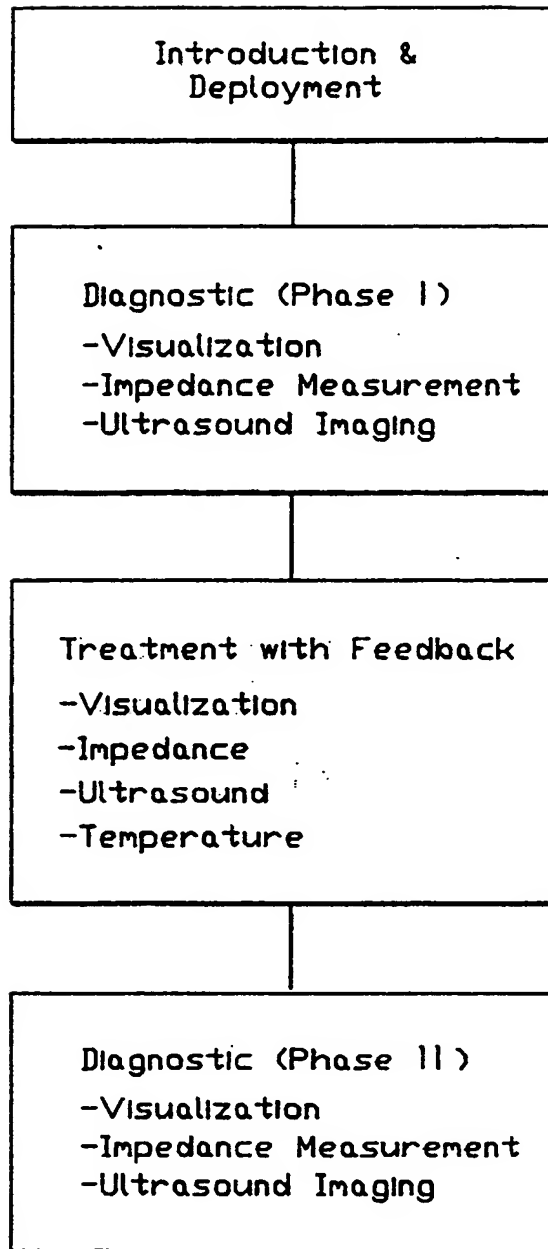 Introduction &
Deployment
Diagnostic (Phase I)
-Visualization
-Impedance Measurement
-Ultrasound Imaging
Treatment with Feedback
-Visualization
-Impedance
-Ultrasound
-Temperature
Diagnostic (Phase II)
-Visualization
-Impedance Measurement
-Ultrasound Imaging